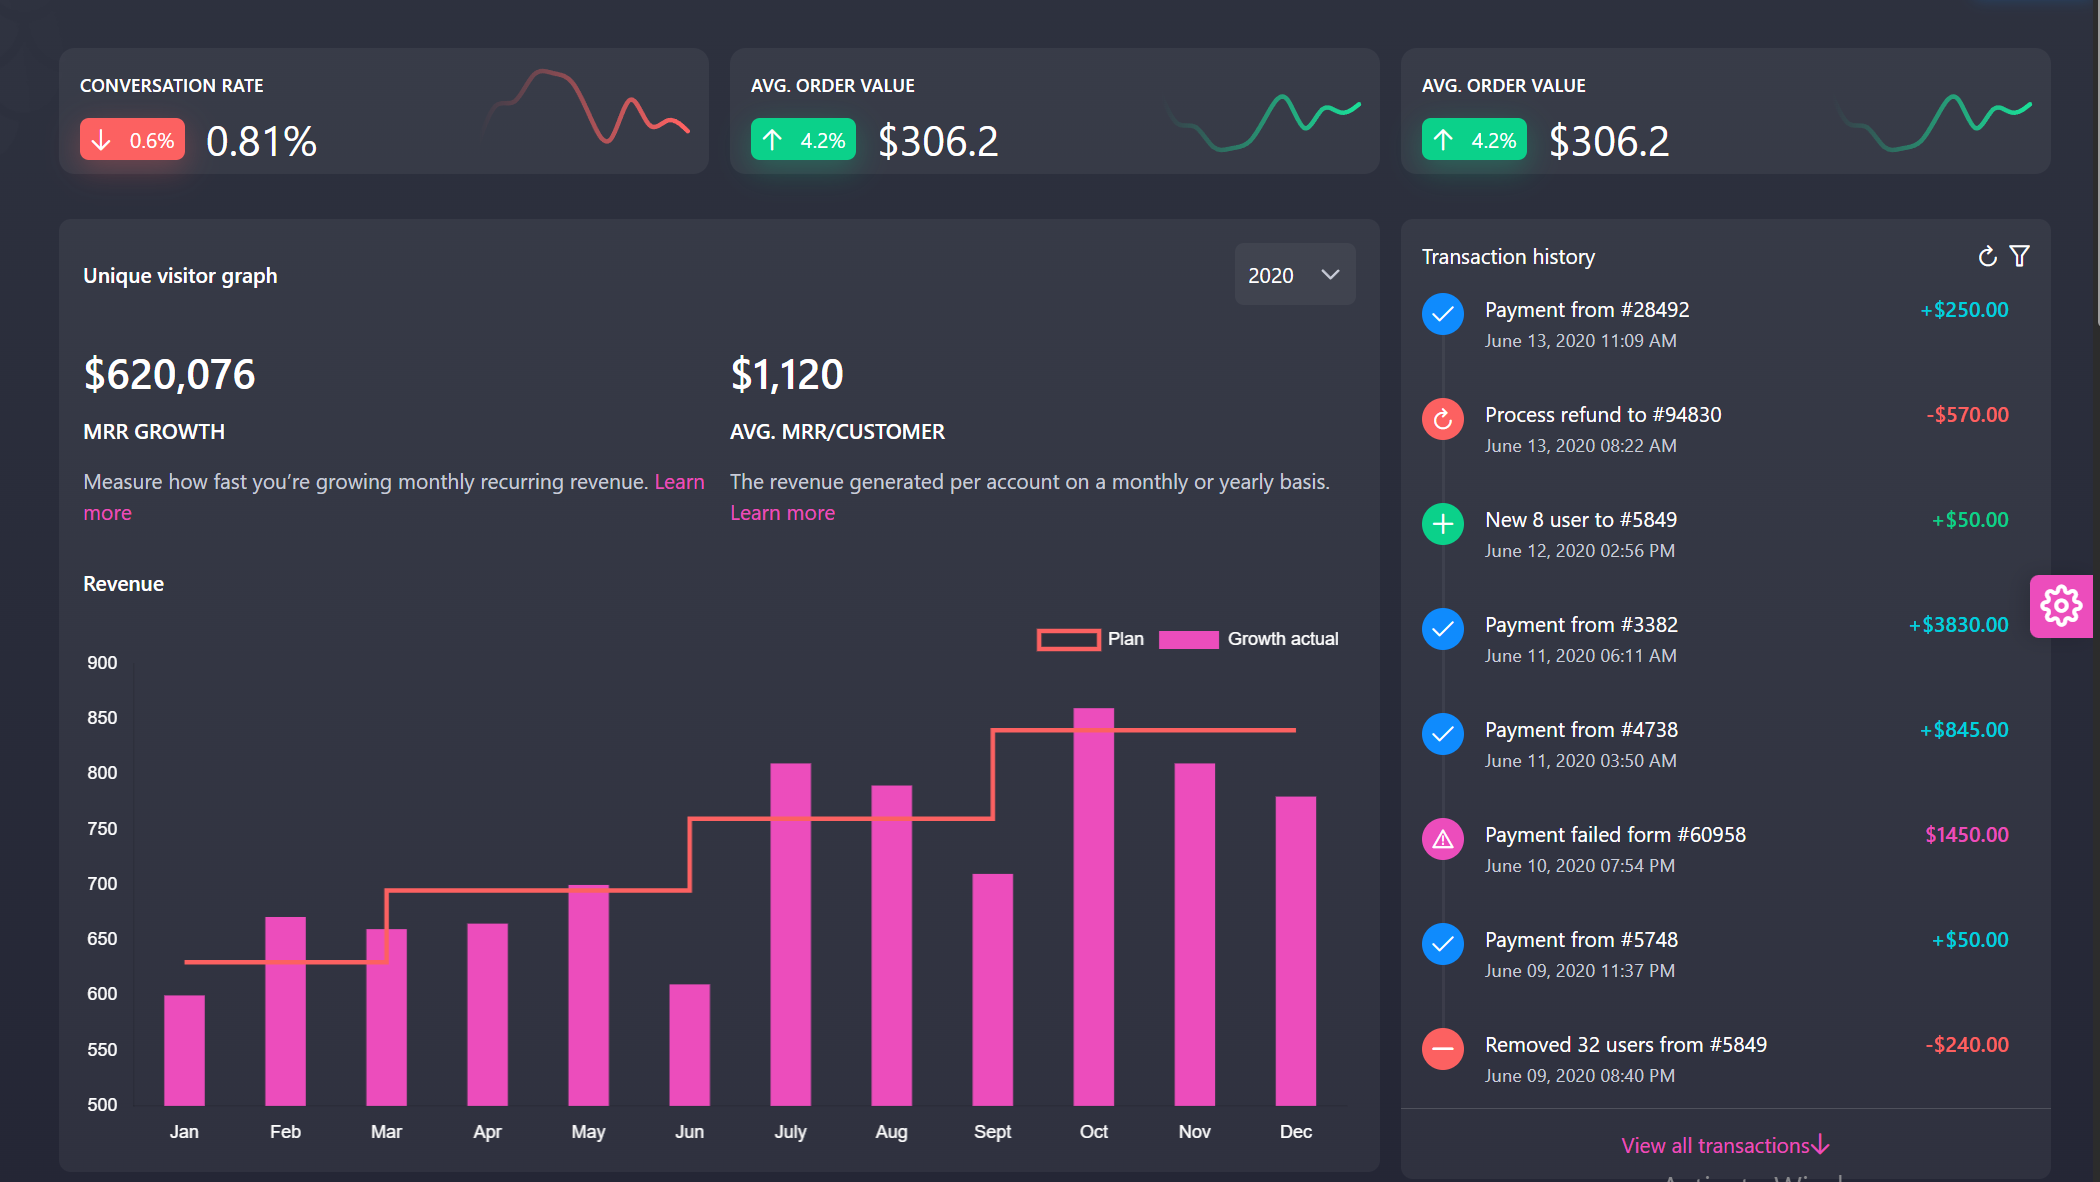 CONVERSATION RATE
0.6% 0.81%
AVG. ORDER VALUE
4.2% $306.2
AVG. ORDER VALUE
4.2% $306.2
Unique visitor graph
2020
$620,076
MRR GROWTH
Measure how fast you’re growing monthly recurring revenue. Learn
more
$1,120
AVG. MRR/CUSTOMER
The revenue generated per account on a monthly or yearly basis.
Learn more
Revenue
Plan Growth actual
900
850
800
750
700
650
600
550
500
Jan Feb Mar Apr May Jun July Aug Sept Oct Nov Dec
Transaction history
Payment from #28492 +$250.00
June 13, 2020 11:09 AM
Process refund to #94830 -$570.00
June 13, 2020 08:22 AM
New 8 user to #5849 +$50.00
June 12, 2020 02:56 PM
Payment from #3382 +$3830.00
June 11, 2020 06:11 AM
Payment from #4738 +$845.00
June 11, 2020 03:50 AM
Payment failed form #60958 $1450.00
June 10, 2020 07:54 PM
Payment from #5748 +$50.00
June 09, 2020 11:37 PM
Removed 32 users from #5849 -$240.00
June 09, 2020 08:40 PM
View all transactions